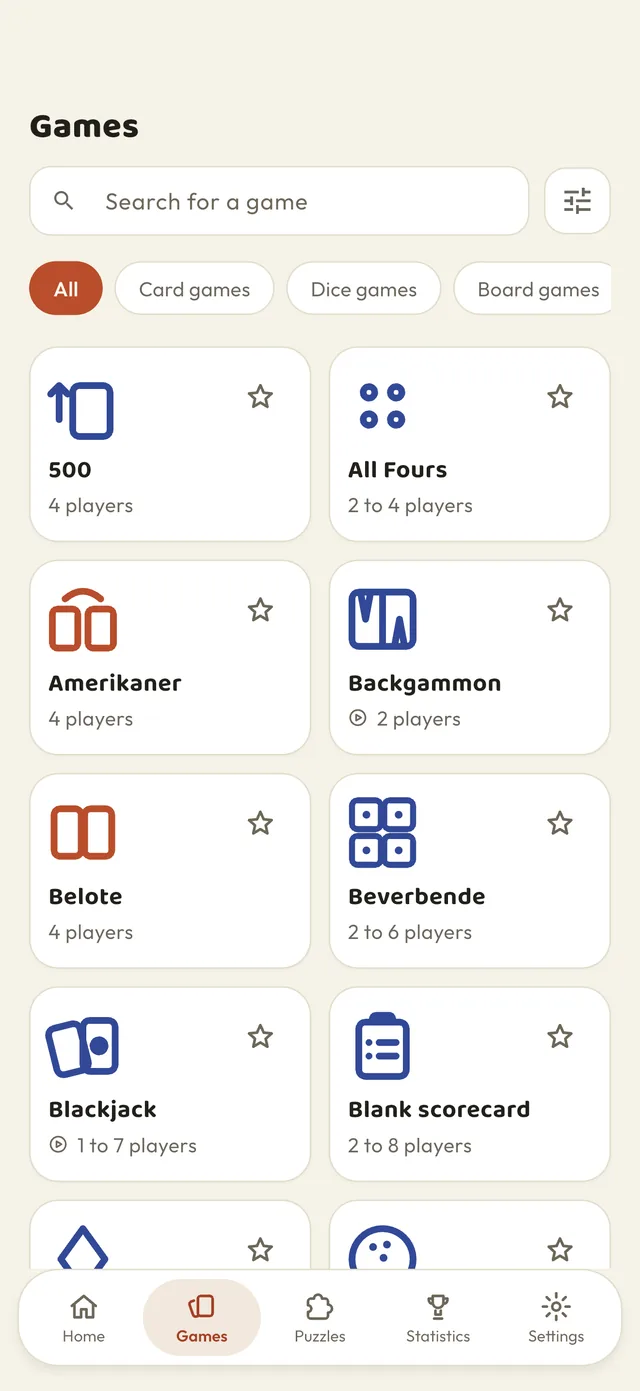 Games
Search for a game
All
Card games
Dice games
Board games
500
4 players
All Fours
2 to 4 players
Amerikaner
4 players
Backgammon
2 players
Belote
4 players
Beverbende
2 to 6 players
Blackjack
1 to 7 players
Blank scorecard
2 to 8 players
Home
Games
Puzzles
Statistics
Settings